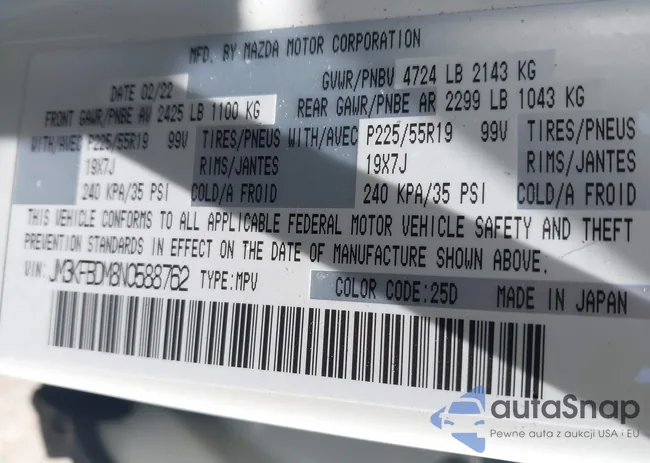 MFD. BY MAZDA MOTOR CORPORATION
DATE 02/22 GVWR/PNBV 4724 LB 2143 KG
FRONT GAWR/PNBE AV 2425 LB 1100 KG REAR GAWR/PNBE AR 2299 LB 1043 KG
WITH/AVEC P225/55R19 99V TIRES/PNEUS WITH/AVEC P225/55R19 99V TIRES/PNEUS
19X7J RIMS/JANTES 19X7J RIMS/JANTES
240 KPA/35 PSI COLD/A FROID 240 KPA/35 PSI COLD/A FROID
THIS VEHICLE CONFORMS TO ALL APPLICABLE FEDERAL MOTOR VEHICLE SAFETY AND THEFT
PREVENTION STANDARDS IN EFFECT ON THE DATE OF MANUFACTURE SHOWN ABOVE.
VIN: JM3KFBDM8N0588762 TYPE:MPV COLOR CODE:25D MADE IN JAPAN
autaSnap
Pewne auta z aukcji USA i EU